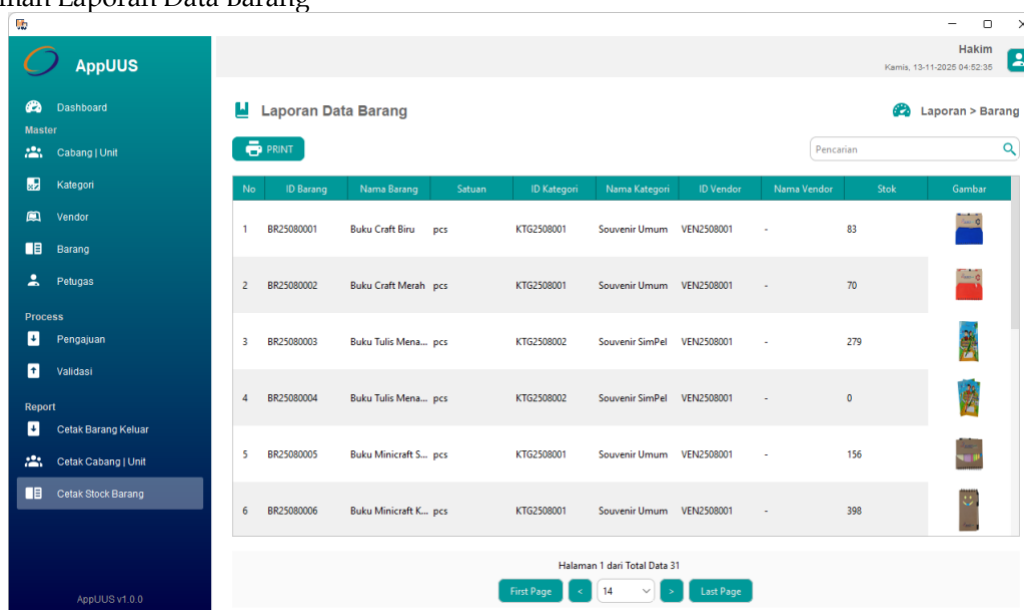 man Laporan Data Barang
AppUUS
Hakim
Kamis, 13-11-2025 04:52:35
Dashboard
Master
Cabang | Unit
Kategori
Vendor
Barang
Petugas
Process
Pengajuan
Validasi
Report
Cetak Barang Keluar
Cetak Cabang | Unit
Cetak Stock Barang
AppUUS v1.0.0
Laporan Data Barang
Laporan > Barang
PRINT
Pencarian
No ID Barang Nama Barang Satuan ID Kategori Nama Kategori ID Vendor Nama Vendor Stok Gambar
1 BR25080001 Buku Craft Biru pcs KTG2508001 Souvenir Umum VEN2508001 - 83
2 BR25080002 Buku Craft Merah pcs KTG2508001 Souvenir Umum VEN2508001 - 70
3 BR25080003 Buku Tulis Mena... pcs KTG2508002 Souvenir SimPel VEN2508001 - 279
4 BR25080004 Buku Tulis Mena... pcs KTG2508002 Souvenir SimPel VEN2508001 - 0
5 BR25080005 Buku Minicraft S... pcs KTG2508001 Souvenir Umum VEN2508001 - 156
6 BR25080006 Buku Minicraft K... pcs KTG2508001 Souvenir Umum VEN2508001 - 398
Halaman 1 dari Total Data 31
First Page < 14 > Last Page